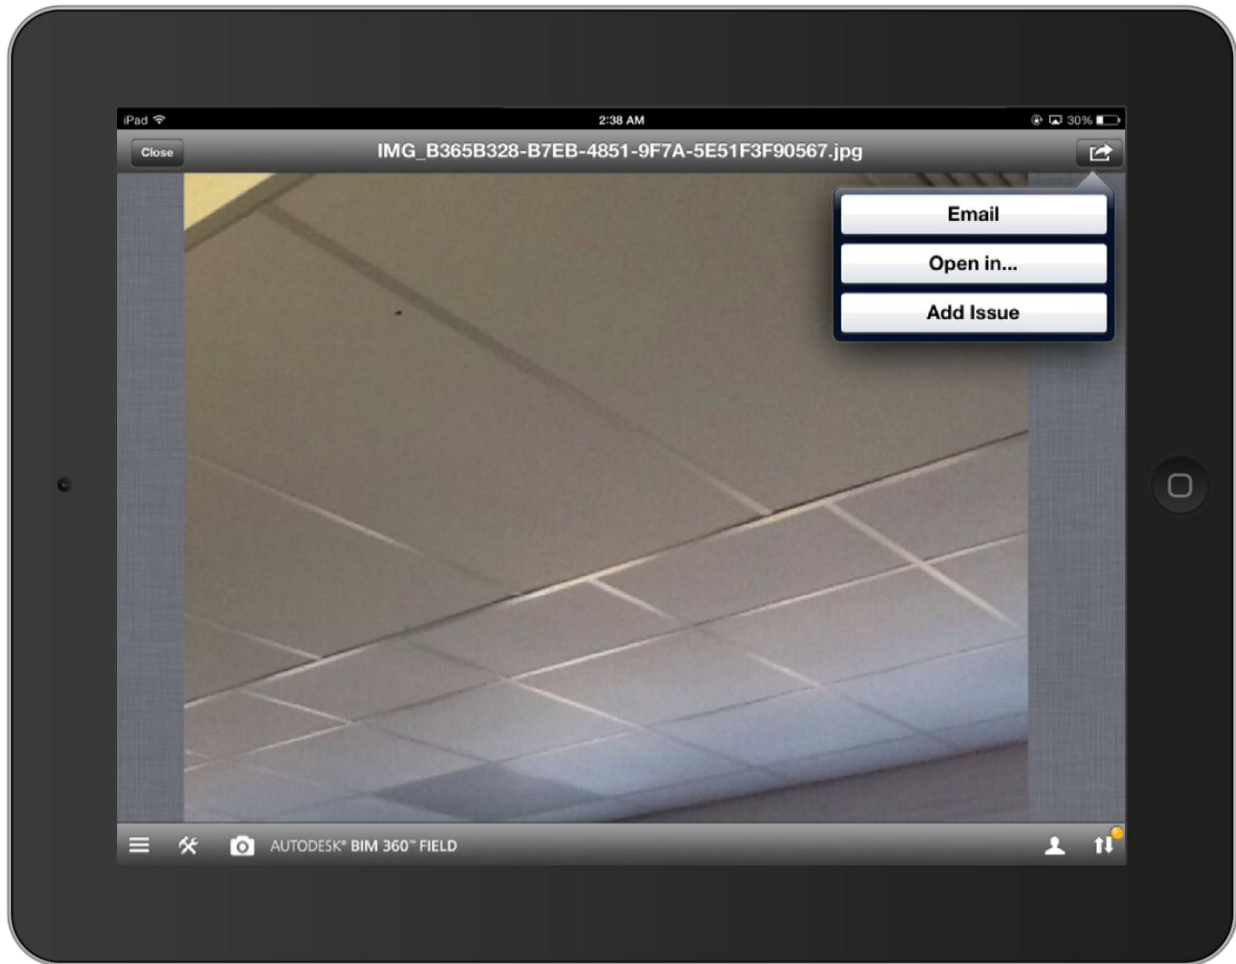 iPad 2:38 AM 30%
Close IMG_B365B328-B7EB-4851-9F7A-5E51F3F90567.jpg
Email
Open in...
Add Issue
AUTODESK® BIM 360™ FIELD